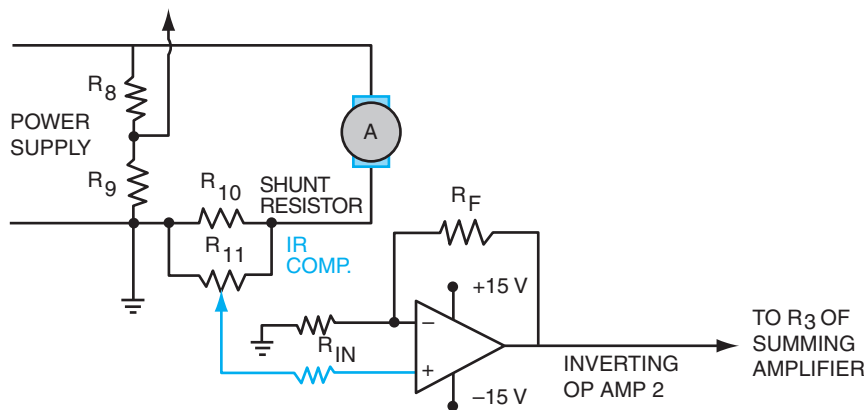 R8
POWER
SUPPLY
A
R9
R10
SHUNT
RESISTOR
R11
IR
COMP.
RF
+15 V
–
RIN
+
–15 V
INVERTING
OP AMP 2
TO R3 OF
SUMMING
AMPLIFIER